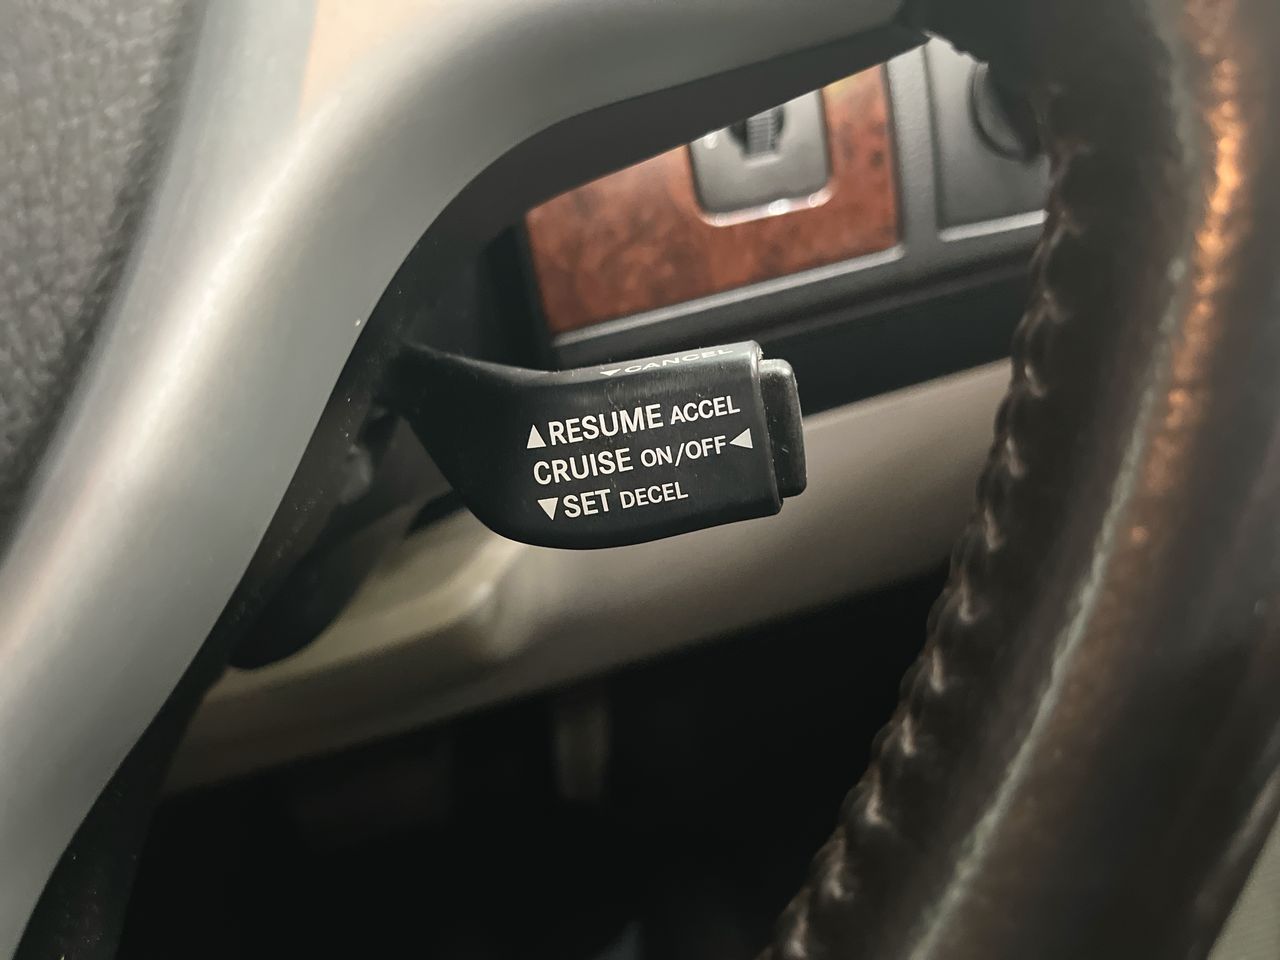 ▼CANCEL
▲RESUME ACCEL
CRUISE ON/OFF◀
▼SET DECEL